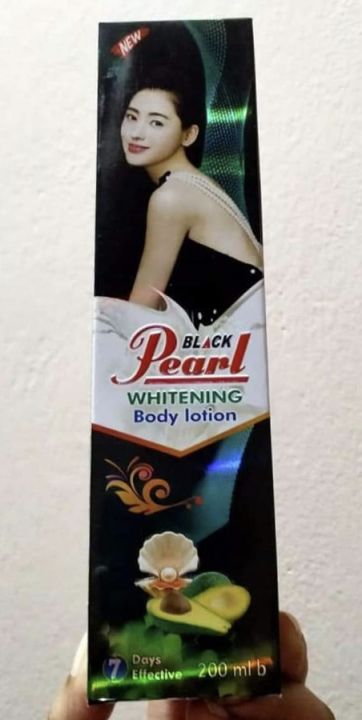 NEW
BLACK
Pearl
WHITENING
Body lotion
7 Days
Effective
200 ml b